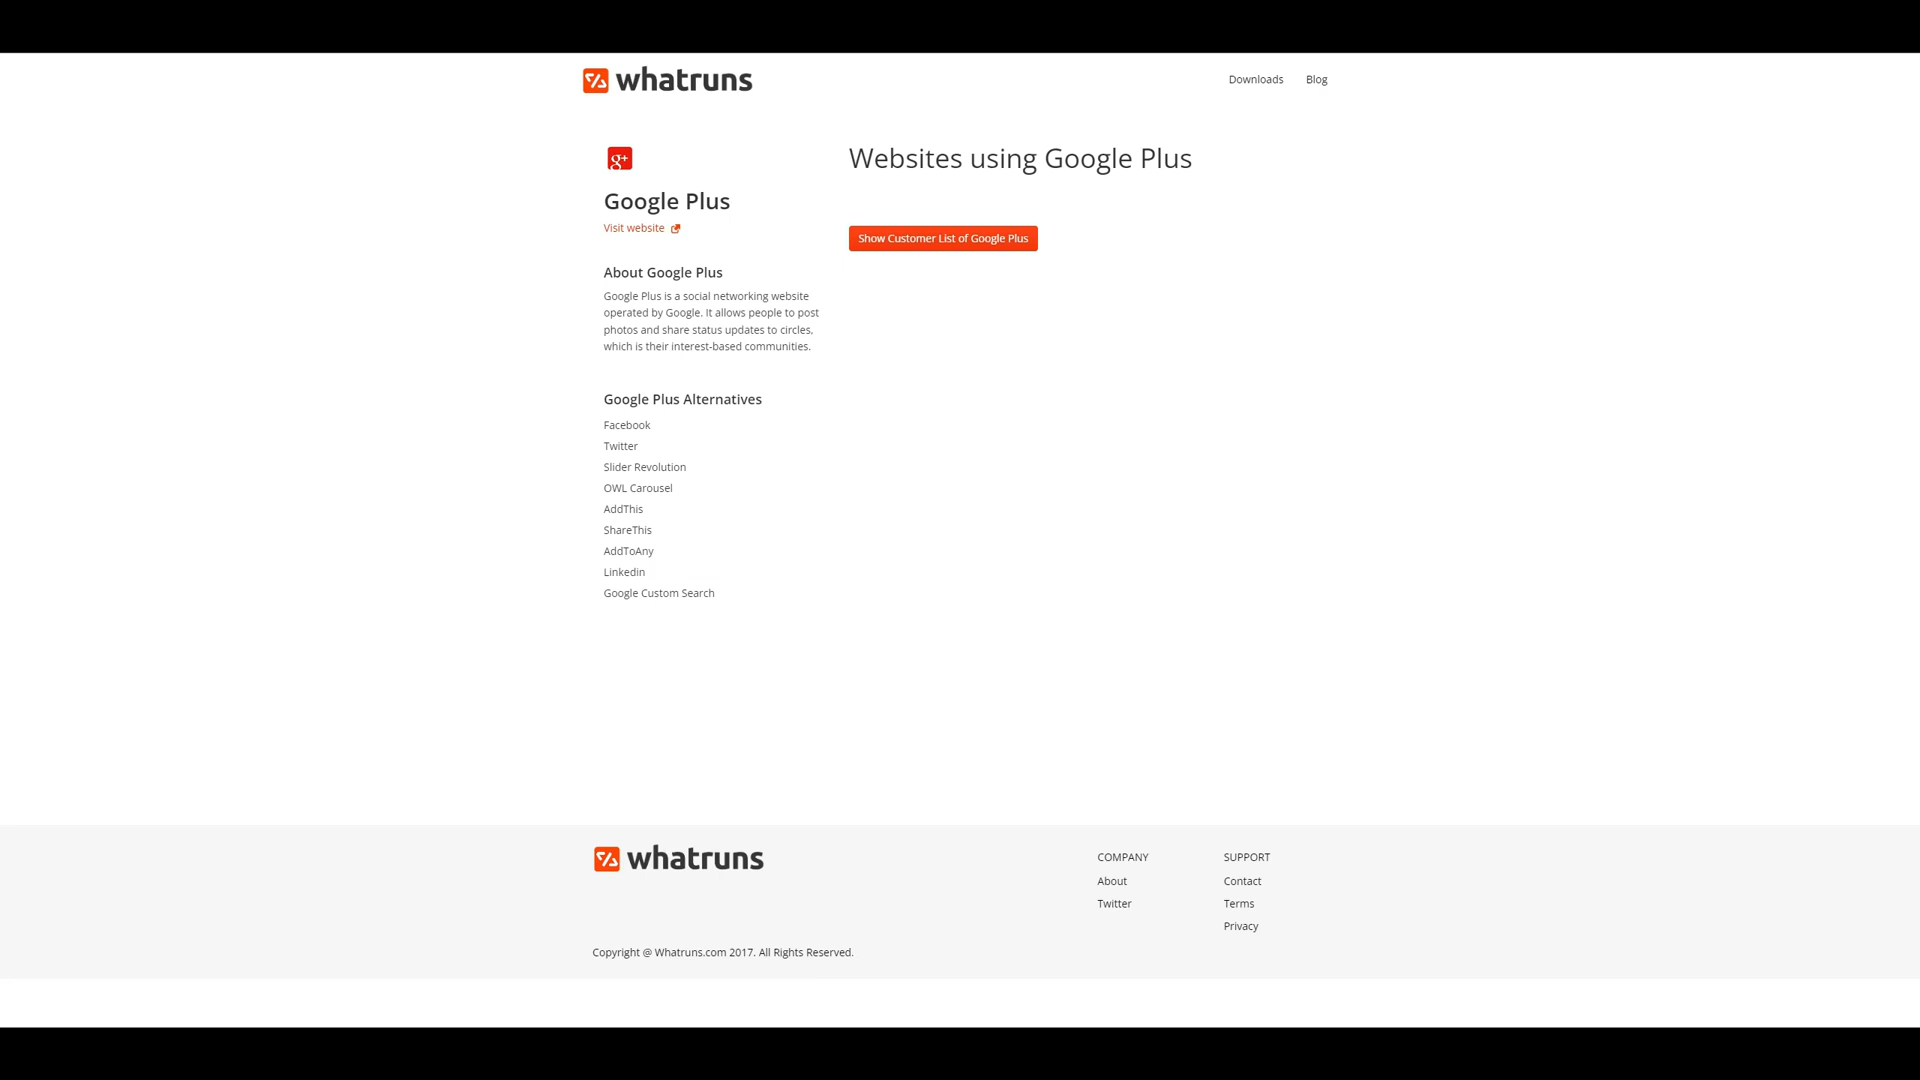 whatruns
Downloads
Blog
g+
Google Plus
Visit website
About Google Plus
Google Plus is a social networking website
operated by Google. It allows people to post
photos and share status updates to circles,
which is their interest-based communities.
Google Plus Alternatives
Facebook
Twitter
Slider Revolution
OWL Carousel
AddThis
ShareThis
AddToAny
Linkedin
Google Custom Search
Websites using Google Plus
Show Customer List of Google Plus
whatruns
COMPANY
About
Twitter
SUPPORT
Contact
Terms
Privacy
Copyright @ Whatruns.com 2017. All Rights Reserved.